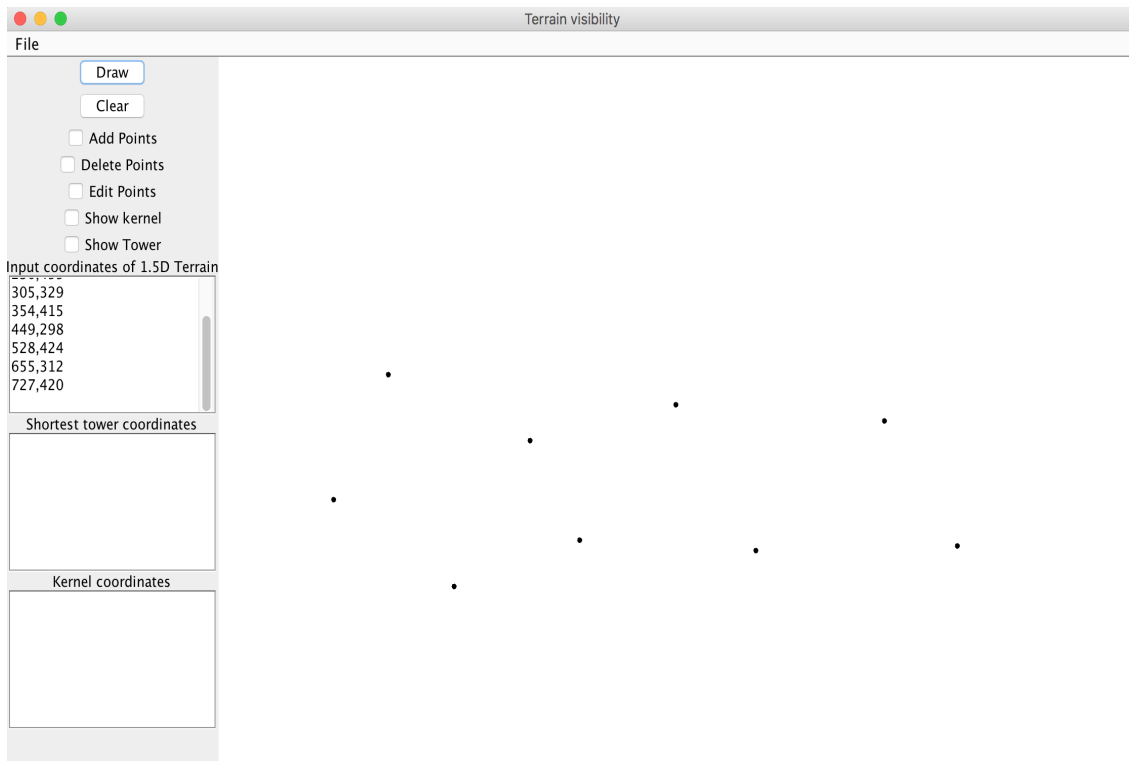 Terrain visibility
File
Draw
Clear
Add Points
Delete Points
Edit Points
Show kernel
Show Tower
Input coordinates of 1.5D Terrain
305,329
354,415
449,298
528,424
655,312
727,420
Shortest tower coordinates
Kernel coordinates